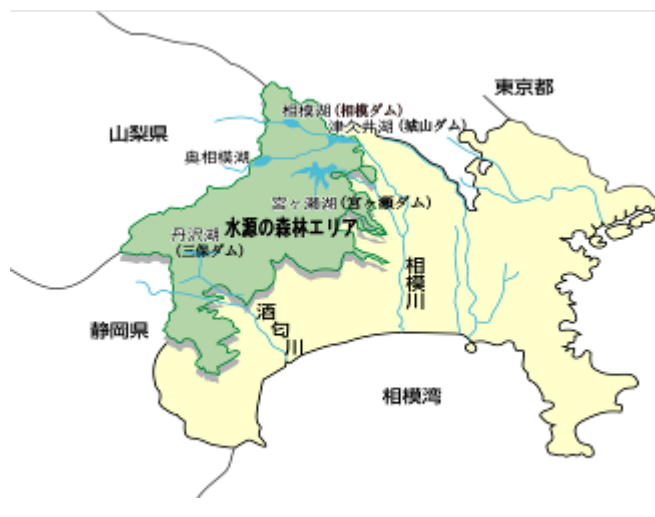 東京都
相模湖(相模ダム)
津久井湖(城山ダム)
山梨県
奥相模湖
宮ヶ瀬湖(宮ヶ瀬ダム)
水源の森林エリア
丹沢湖
(三保ダム)
相模川
酒匂川
静岡県
相模湾